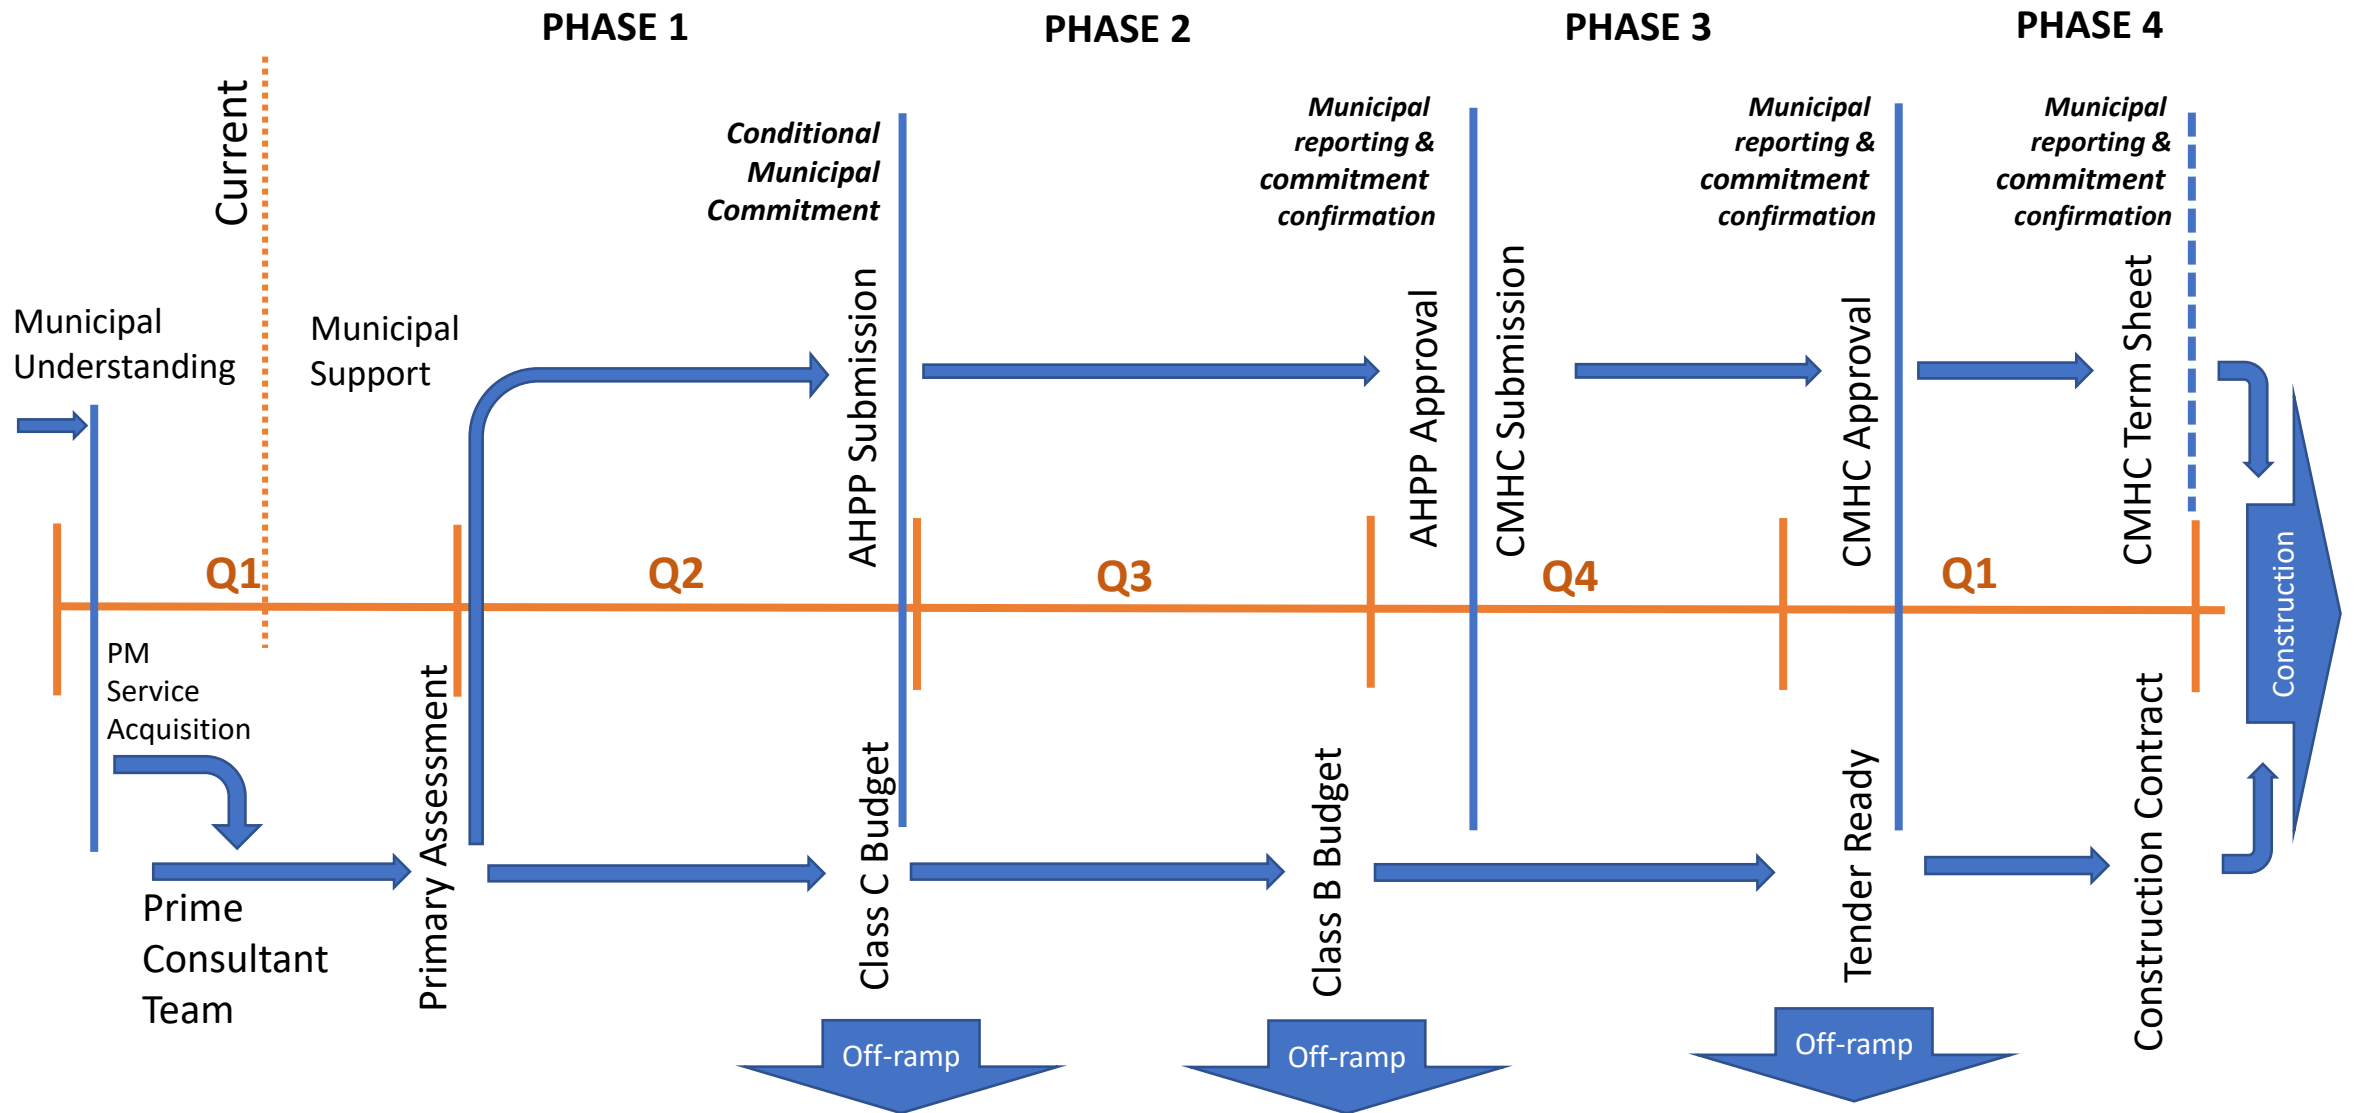 PHASE 1
PHASE 2
PHASE 3
PHASE 4
Current
Conditional
Municipal
Commitment
Municipal
reporting &
commitment
confirmation
Municipal
reporting &
commitment
confirmation
Municipal
reporting &
commitment
confirmation
Municipal
Understanding
Municipal
Support
AHPP Submission
AHPP Approval
CMHC Submission
CMHC Approval
CMHC Term Sheet
Q1
Q2
Q3
Q4
Q1
Construction
PM
Service
Acquisition
Prime
Consultant
Team
Primary Assessment
Class C Budget
Class B Budget
Tender Ready
Construction Contract
Off-ramp
Off-ramp
Off-ramp